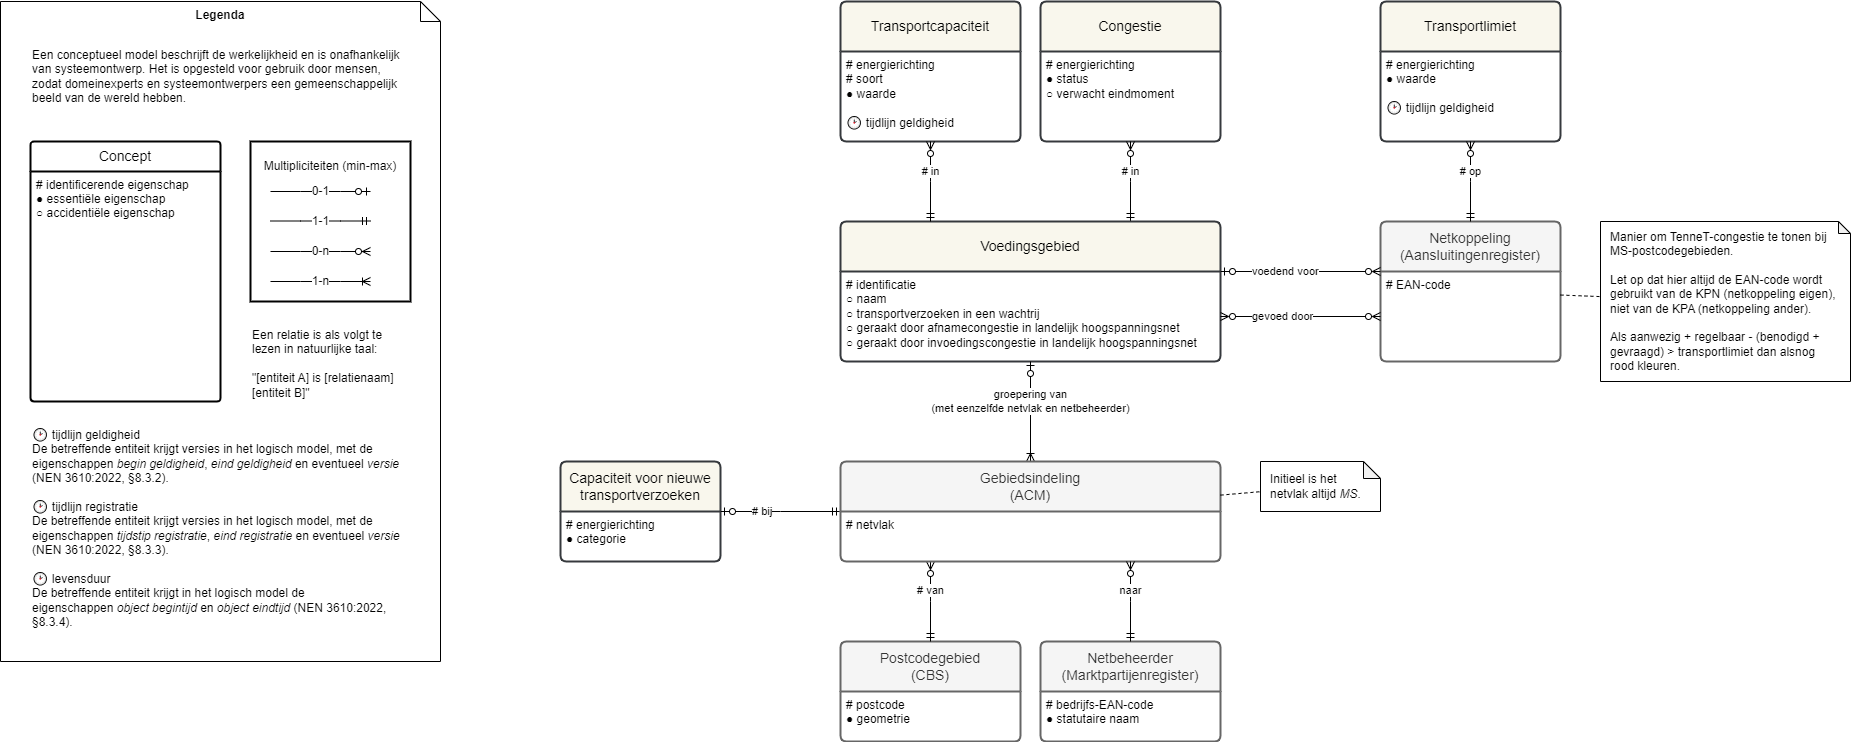 Legenda
Een conceptueel model beschrijft de werkelijkheid en is onafhankelijk
van systeemontwerp. Het is opgesteld voor gebruik door mensen,
zodat domeinexperts en systeemontwerpers een gemeenschappelijk
beeld van de wereld hebben.
Concept
# identificerende eigenschap
● essentiële eigenschap
○ accidentiële eigenschap
Multipliciteiten (min-max)
0-1
1-1
0-n
1-n
Een relatie is als volgt te
lezen in natuurlijke taal:
"[entiteit A] is [relatienaam]
[entiteit B]"
tijdlijn geldigheid
De betreffende entiteit krijgt versies in het logisch model, met de
eigenschappen begin geldigheid, eind geldigheid en eventueel versie
(NEN 3610:2022, §8.3.2).
tijdlijn registratie
De betreffende entiteit krijgt versies in het logisch model, met de
eigenschappen tijdstip registratie, eind registratie en eventueel versie
(NEN 3610:2022, §8.3.3).
levensduur
De betreffende entiteit krijgt in het logisch model de
eigenschappen object begintijd en object eindtijd (NEN 3610:2022,
§8.3.4).
Transportcapaciteit
# energierichting
# soort
● waarde
tijdlijn geldigheid
Congestie
# energierichting
● status
○ verwacht eindmoment
Transportlimiet
# energierichting
● waarde
tijdlijn geldigheid
# in
# in
# op
Voedingsgebied
# identificatie
○ naam
○ transportverzoeken in een wachtrij
○ geraakt door afnamecongestie in landelijk hoogspanningsnet
○ geraakt door invoedingscongestie in landelijk hoogspanningsnet
voedend voor
gevoed door
Netkoppeling
(Aansluitingenregister)
# EAN-code
Manier om TenneT-congestie te tonen bij
MS-postcodegebieden.
Let op dat hier altijd de EAN-code wordt
gebruikt van de KPN (netkoppeling eigen),
niet van de KPA (netkoppeling ander).
Als aanwezig + regelbaar - (benodigd +
gevraagd) > transportlimiet dan alsnog
rood kleuren.
groepering van
(met eenzelfde netvlak en netbeheerder)
Capaciteit voor nieuwe
transportverzoeken
# energierichting
● categorie
# bij
Gebiedsindeling
(ACM)
# netvlak
Initieel is het
netvlak altijd MS.
# van
naar
Postcodegebied
(CBS)
# postcode
● geometrie
Netbeheerder
(Marktpartijenregister)
# bedrijfs-EAN-code
● statutaire naam